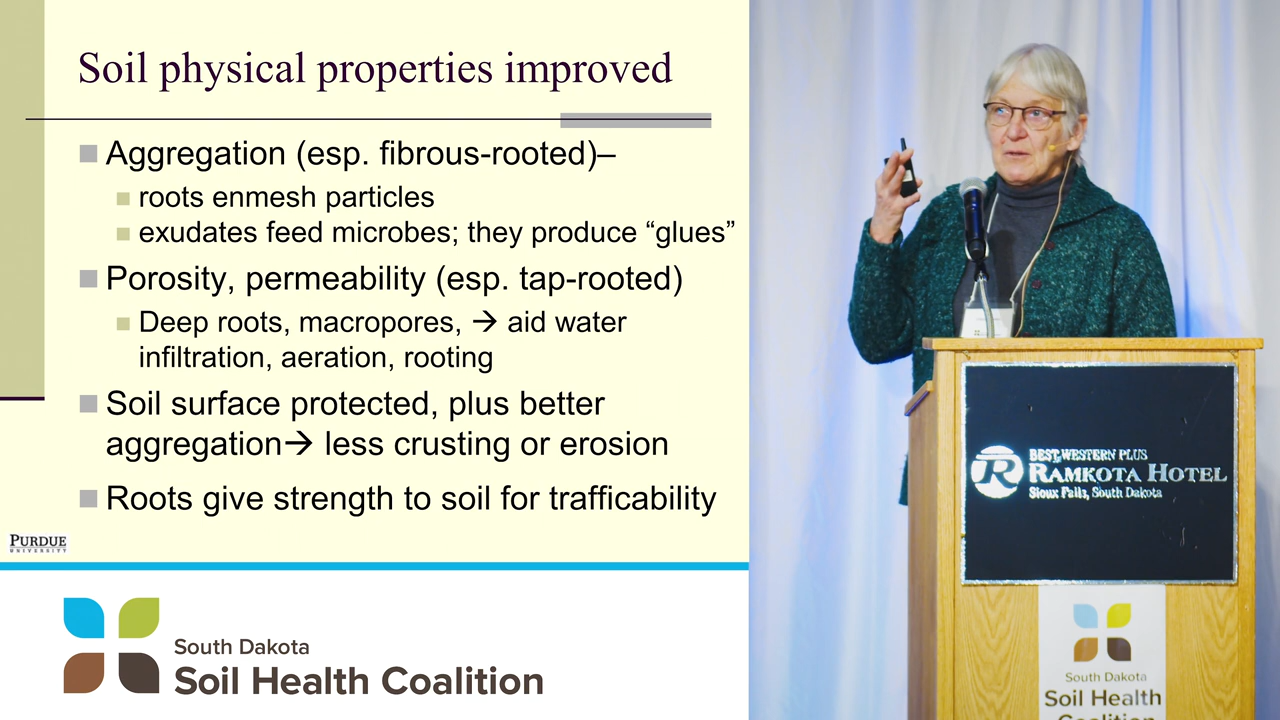 Soil physical properties improved
Aggregation (esp. fibrous-rooted)–
roots enmesh particles
exudates feed microbes; they produce “glues”
Porosity, permeability (esp. tap-rooted)
Deep roots, macropores, → aid water
infiltration, aeration, rooting
Soil surface protected, plus better
aggregation→ less crusting or erosion
Roots give strength to soil for trafficability
PURDUE
UNIVERSITY
South Dakota
Soil Health Coalition
BEST WESTERN PLUS
RAMKOTA HOTEL
Sioux Falls, South Dakota
South Dakota
Soil Health
Coalition